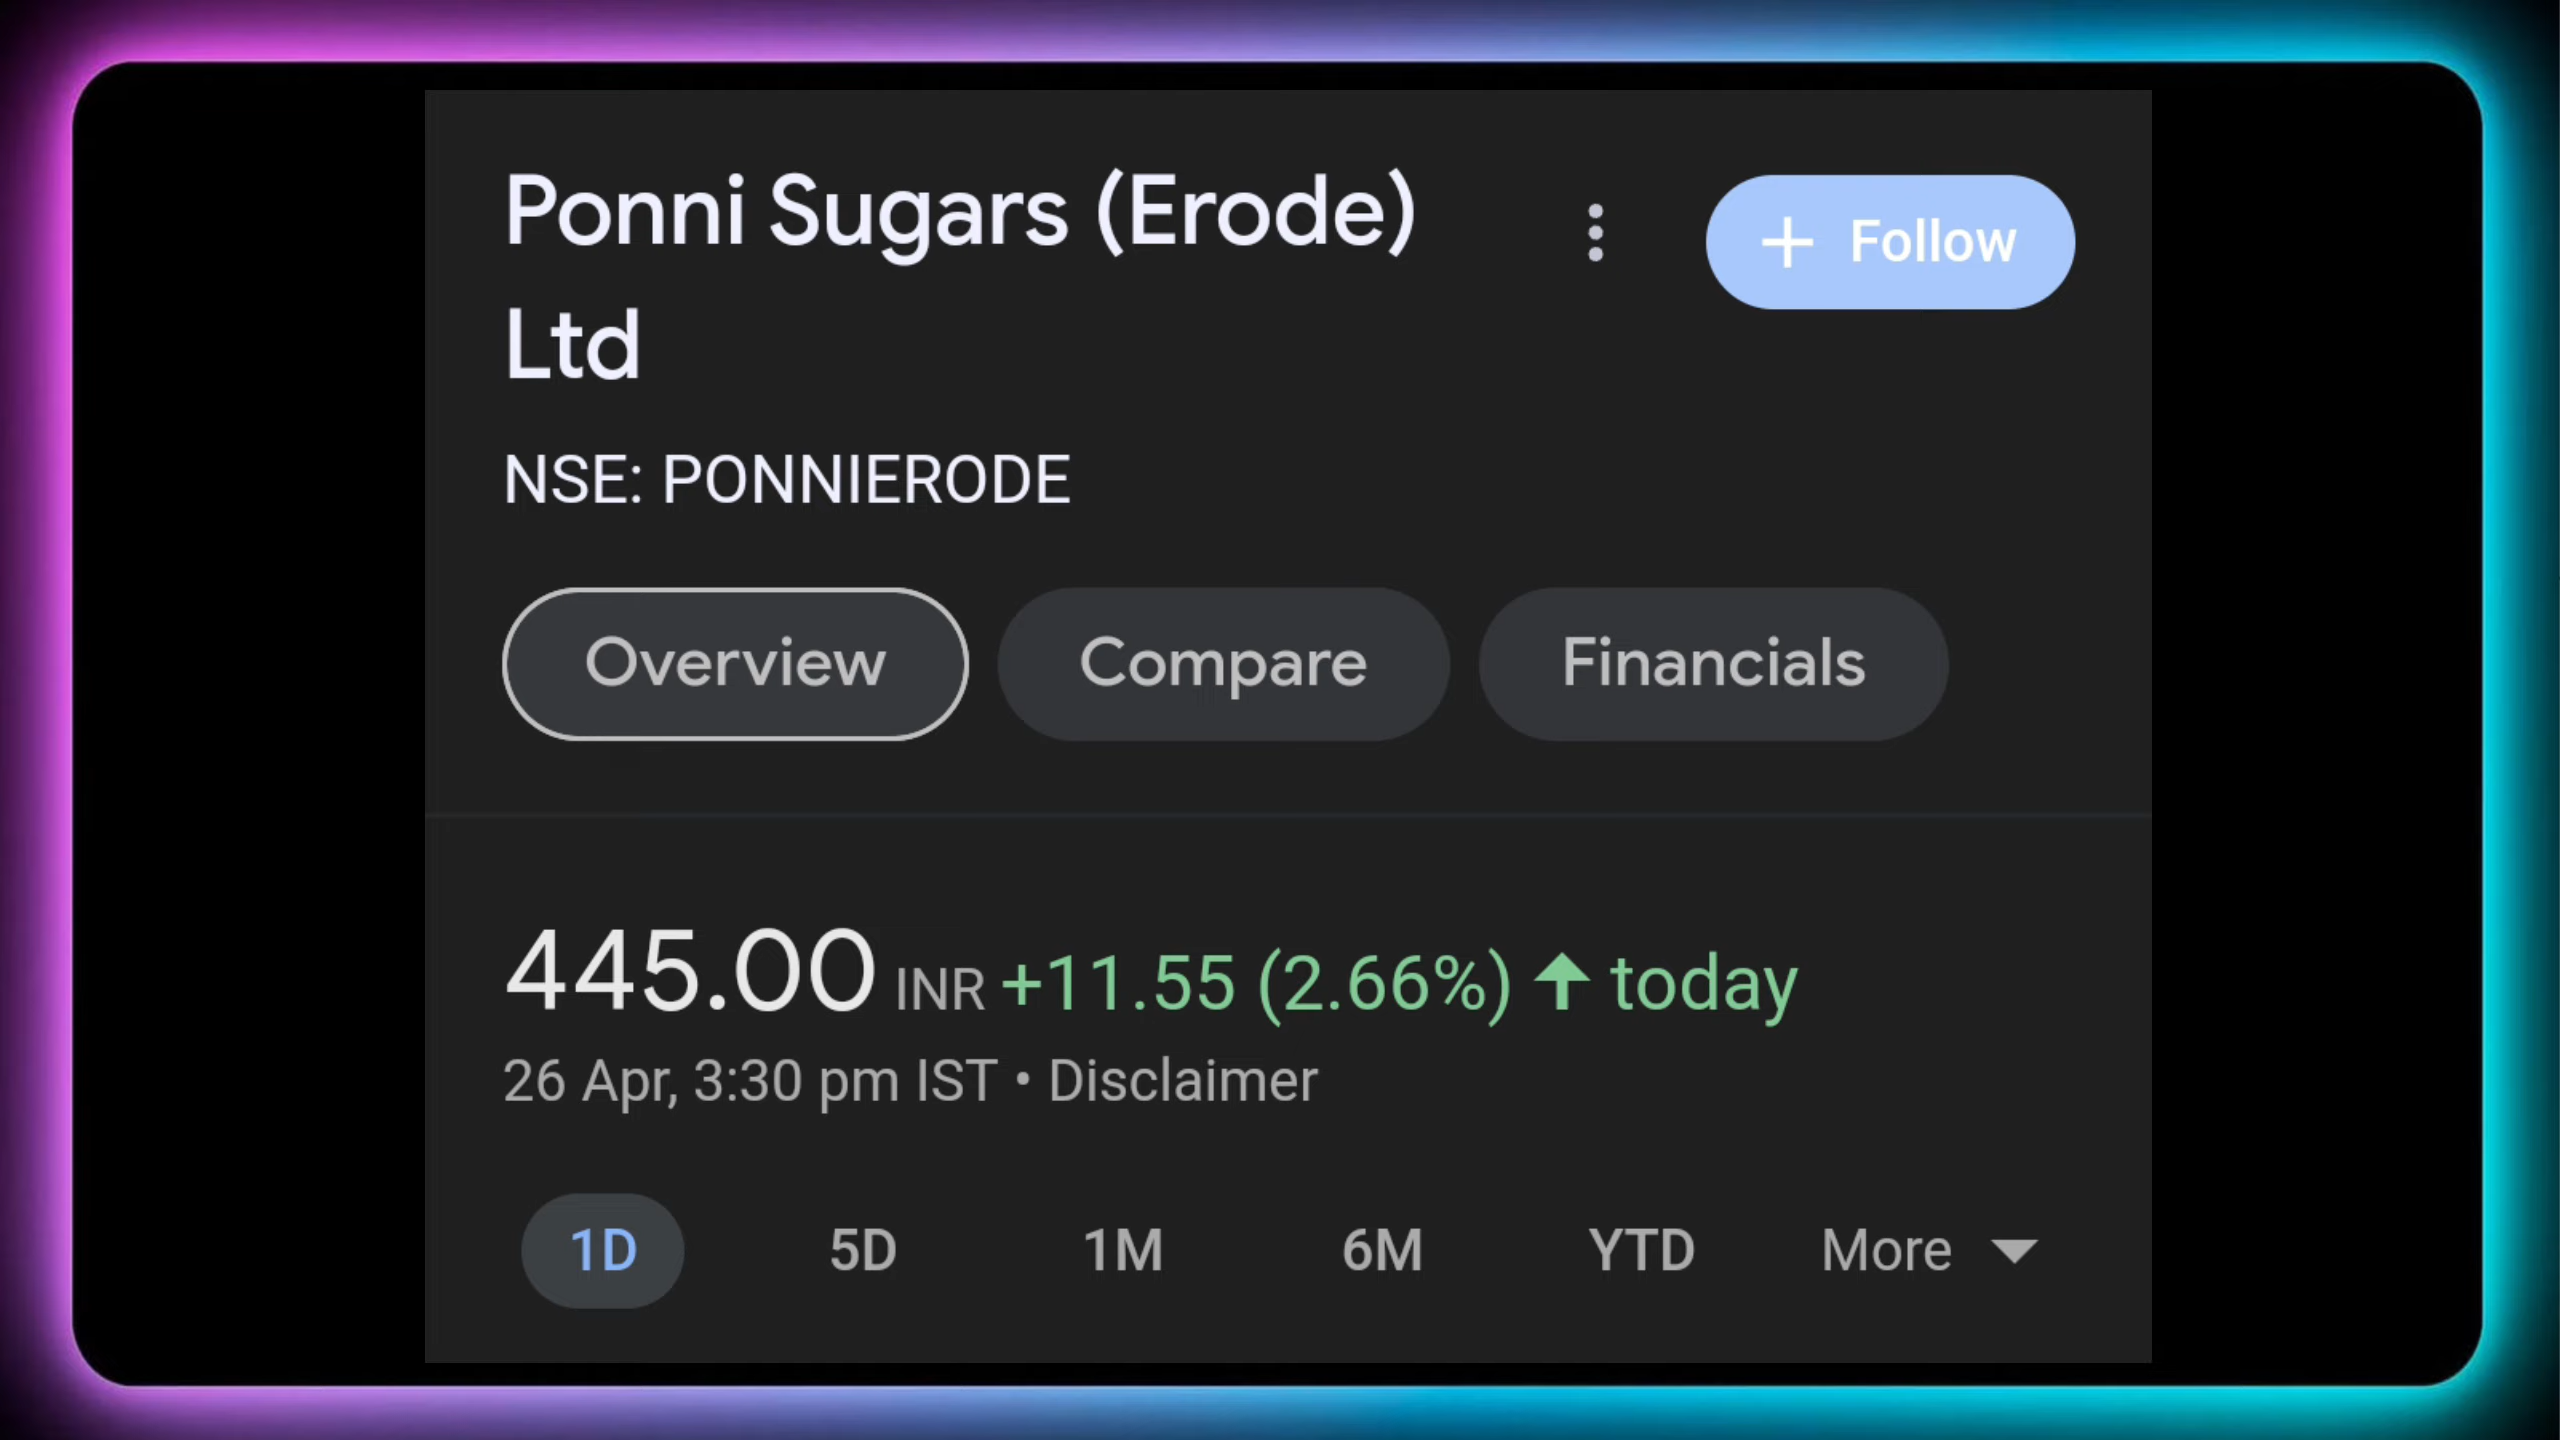 Ponni Sugars (Erode)
Ltd
+ Follow
NSE: PONNIERODE
Overview Compare Financials
445.00 INR +11.55 (2.66%) ↑ today
26 Apr, 3:30 pm IST • Disclaimer
1D 5D 1M 6M YTD More